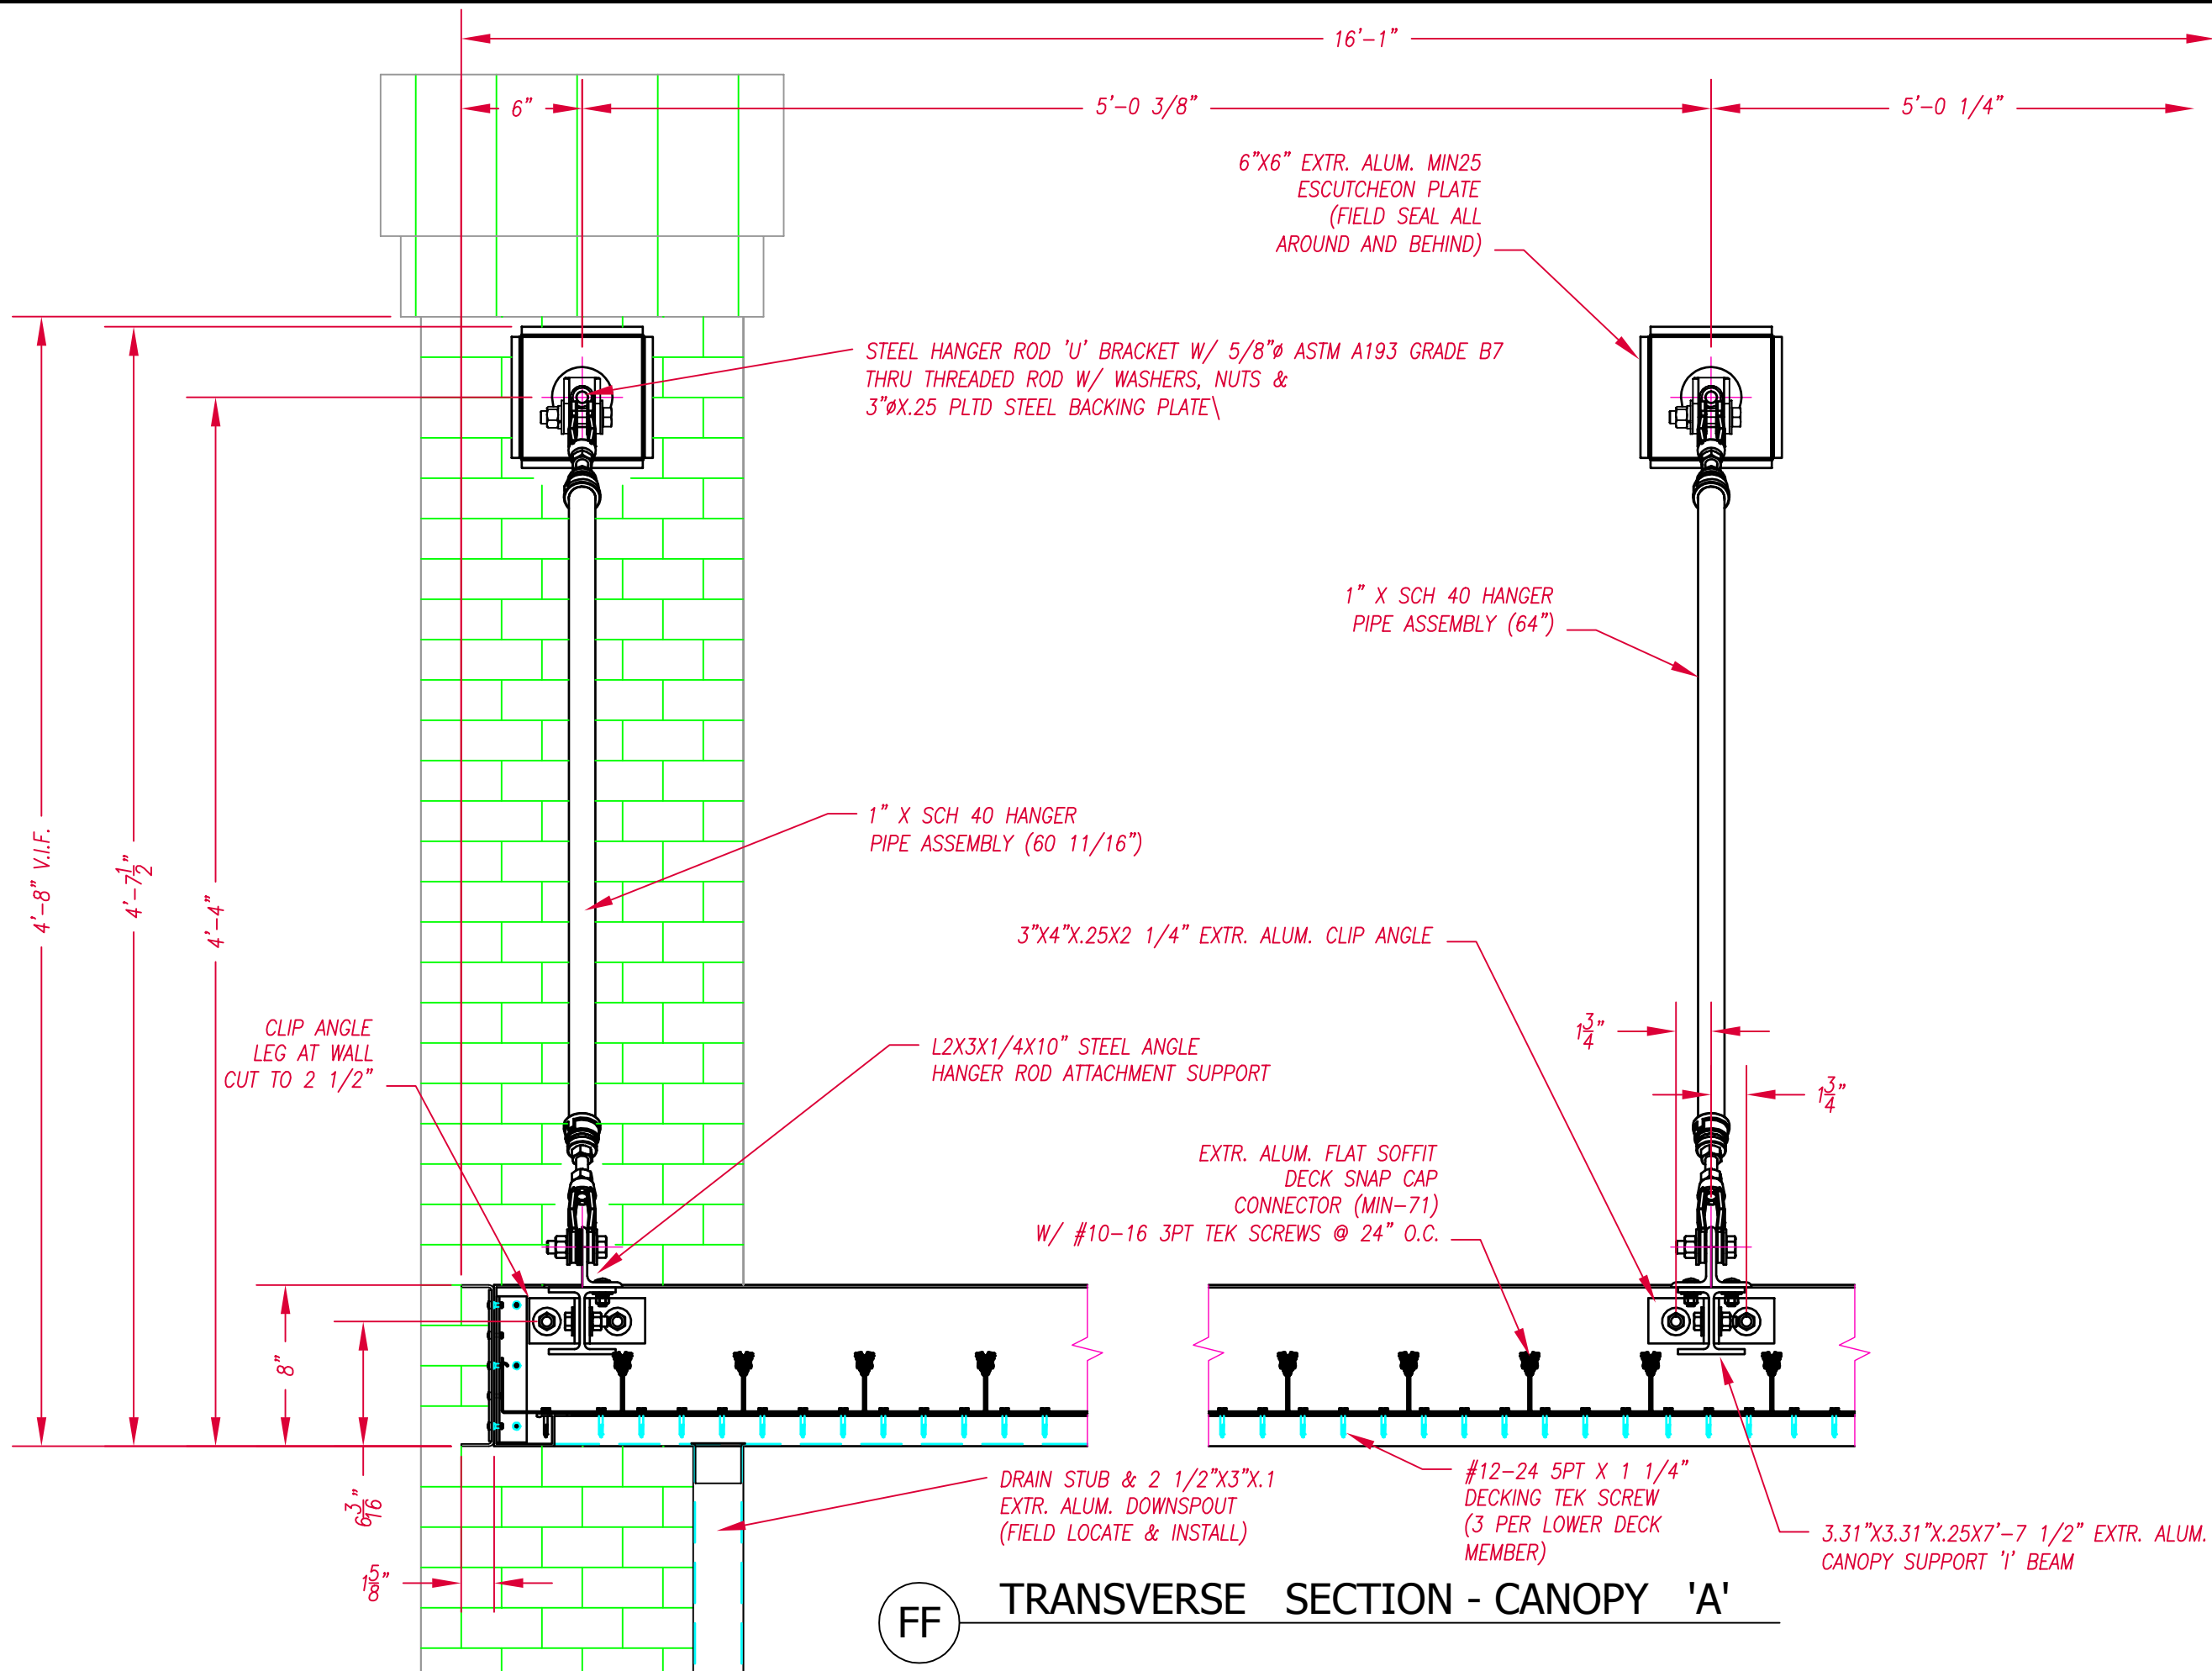 16'-1"
6"
5'-0 3/8"
5'-0 1/4"
6"X6" EXTR. ALUM. MIN25
ESCUTCHEON PLATE
(FIELD SEAL ALL
AROUND AND BEHIND)
STEEL HANGER ROD 'U' BRACKET W/ 5/8"ø ASTM A193 GRADE B7
THRU THREADED ROD W/ WASHERS, NUTS &
3"øX.25 PLTD STEEL BACKING PLATE\
1" X SCH 40 HANGER
PIPE ASSEMBLY (64")
1" X SCH 40 HANGER
PIPE ASSEMBLY (60 11/16")
4'-8" V.I.F.
4'-7 1/2"
4'-4"
3"X4"X.25X2 1/4" EXTR. ALUM. CLIP ANGLE
CLIP ANGLE
LEG AT WALL
CUT TO 2 1/2"
L2X3X1/4X10" STEEL ANGLE
HANGER ROD ATTACHMENT SUPPORT
1 3/4"
1 3/4"
EXTR. ALUM. FLAT SOFFIT
DECK SNAP CAP
CONNECTOR (MIN-71)
W/ #10-16 3PT TEK SCREWS @ 24" O.C.
8"
6 3/16"
1 5/8"
DRAIN STUB & 2 1/2"X3"X.1
EXTR. ALUM. DOWNSPOUT
(FIELD LOCATE & INSTALL)
#12-24 5PT X 1 1/4"
DECKING TEK SCREW
(3 PER LOWER DECK
MEMBER)
3.31"X3.31"X.25X7'-7 1/2" EXTR. ALUM.
CANOPY SUPPORT 'I' BEAM
FF
TRANSVERSE SECTION - CANOPY 'A'